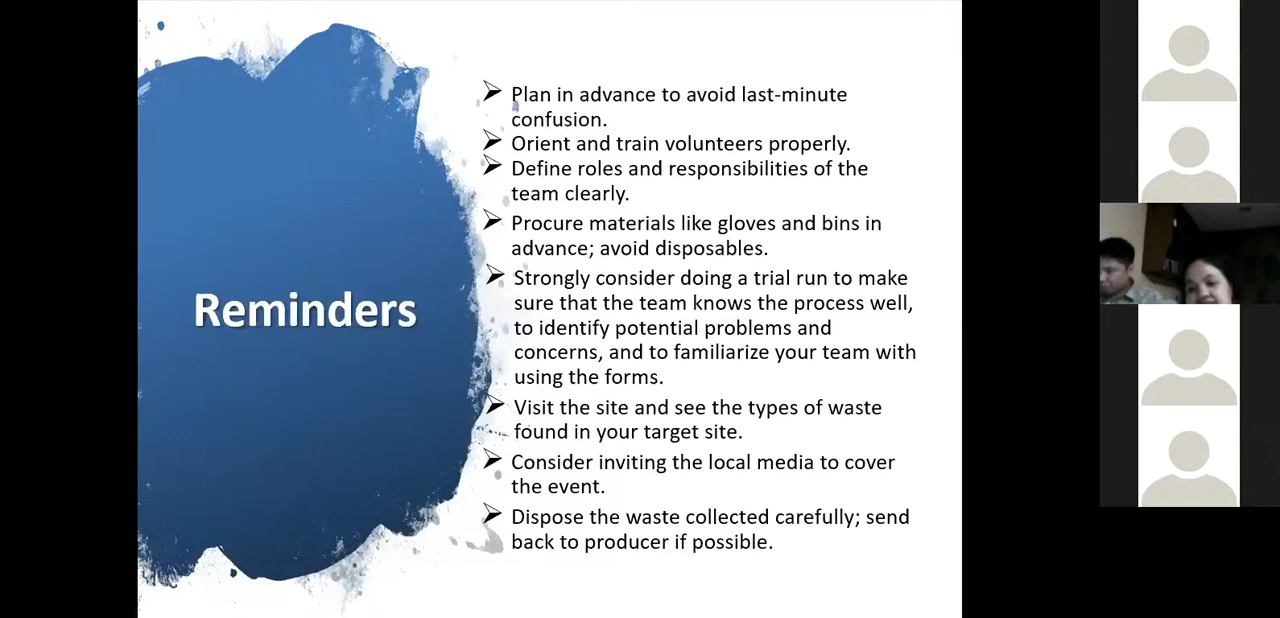 Reminders
Plan in advance to avoid last-minute
confusion.
Orient and train volunteers properly.
Define roles and responsibilities of the
team clearly.
Procure materials like gloves and bins in
advance; avoid disposables.
Strongly consider doing a trial run to make
sure that the team knows the process well,
to identify potential problems and
concerns, and to familiarize your team with
using the forms.
Visit the site and see the types of waste
found in your target site.
Consider inviting the local media to cover
the event.
Dispose the waste collected carefully; send
back to producer if possible.